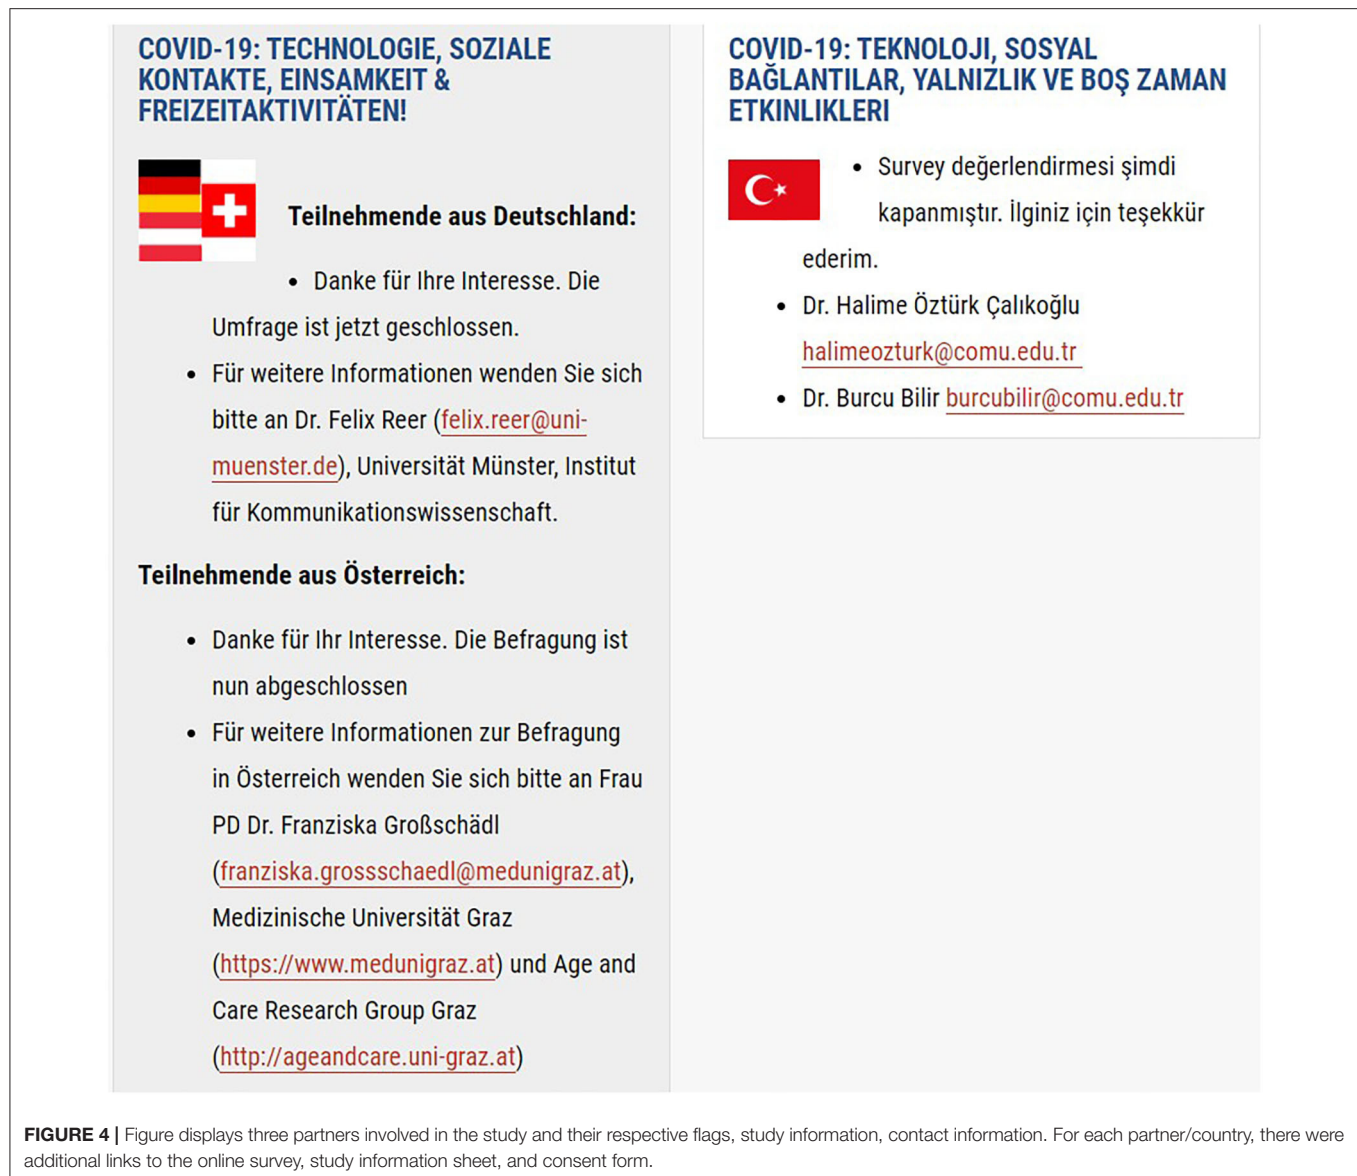 COVID-19: TECHNOLOGIE, SOZIALE
KONTAKTE, EINSAMKEIT &
FREIZEITAKTIVITÄTEN!
Teilnehmende aus Deutschland:
• Danke für Ihre Interesse. Die
Umfrage ist jetzt geschlossen.
• Für weitere Informationen wenden Sie sich
bitte an Dr. Felix Reer (felix.reer@uni-
muenster.de), Universität Münster, Institut
für Kommunikationswissenschaft.
Teilnehmende aus Österreich:
• Danke für Ihr Interesse. Die Befragung ist
nun abgeschlossen
• Für weitere Informationen zur Befragung
in Österreich wenden Sie sich bitte an Frau
PD Dr. Franziska Großschädl
(franziska.grossschaedl@medunigraz.at),
Medizinische Universität Graz
(https://www.medunigraz.at) und Age and
Care Research Group Graz
(http://ageandcare.uni-graz.at)
COVID-19: TEKNOLOJI, SOSYAL
BAĞLANTILAR, YALNIZLIK VE BOŞ ZAMAN
ETKINLIKLERI
• Survey değerlendirmesi şimdi
kapanmıştır. İlginiz için teşekkür
ederim.
• Dr. Halime Öztürk Çalıkoğlu
halimeozturk@comu.edu.tr
• Dr. Burcu Bilir burcubilir@comu.edu.tr
FIGURE 4 | Figure displays three partners involved in the study and their respective flags, study information, contact information. For each partner/country, there were
additional links to the online survey, study information sheet, and consent form.